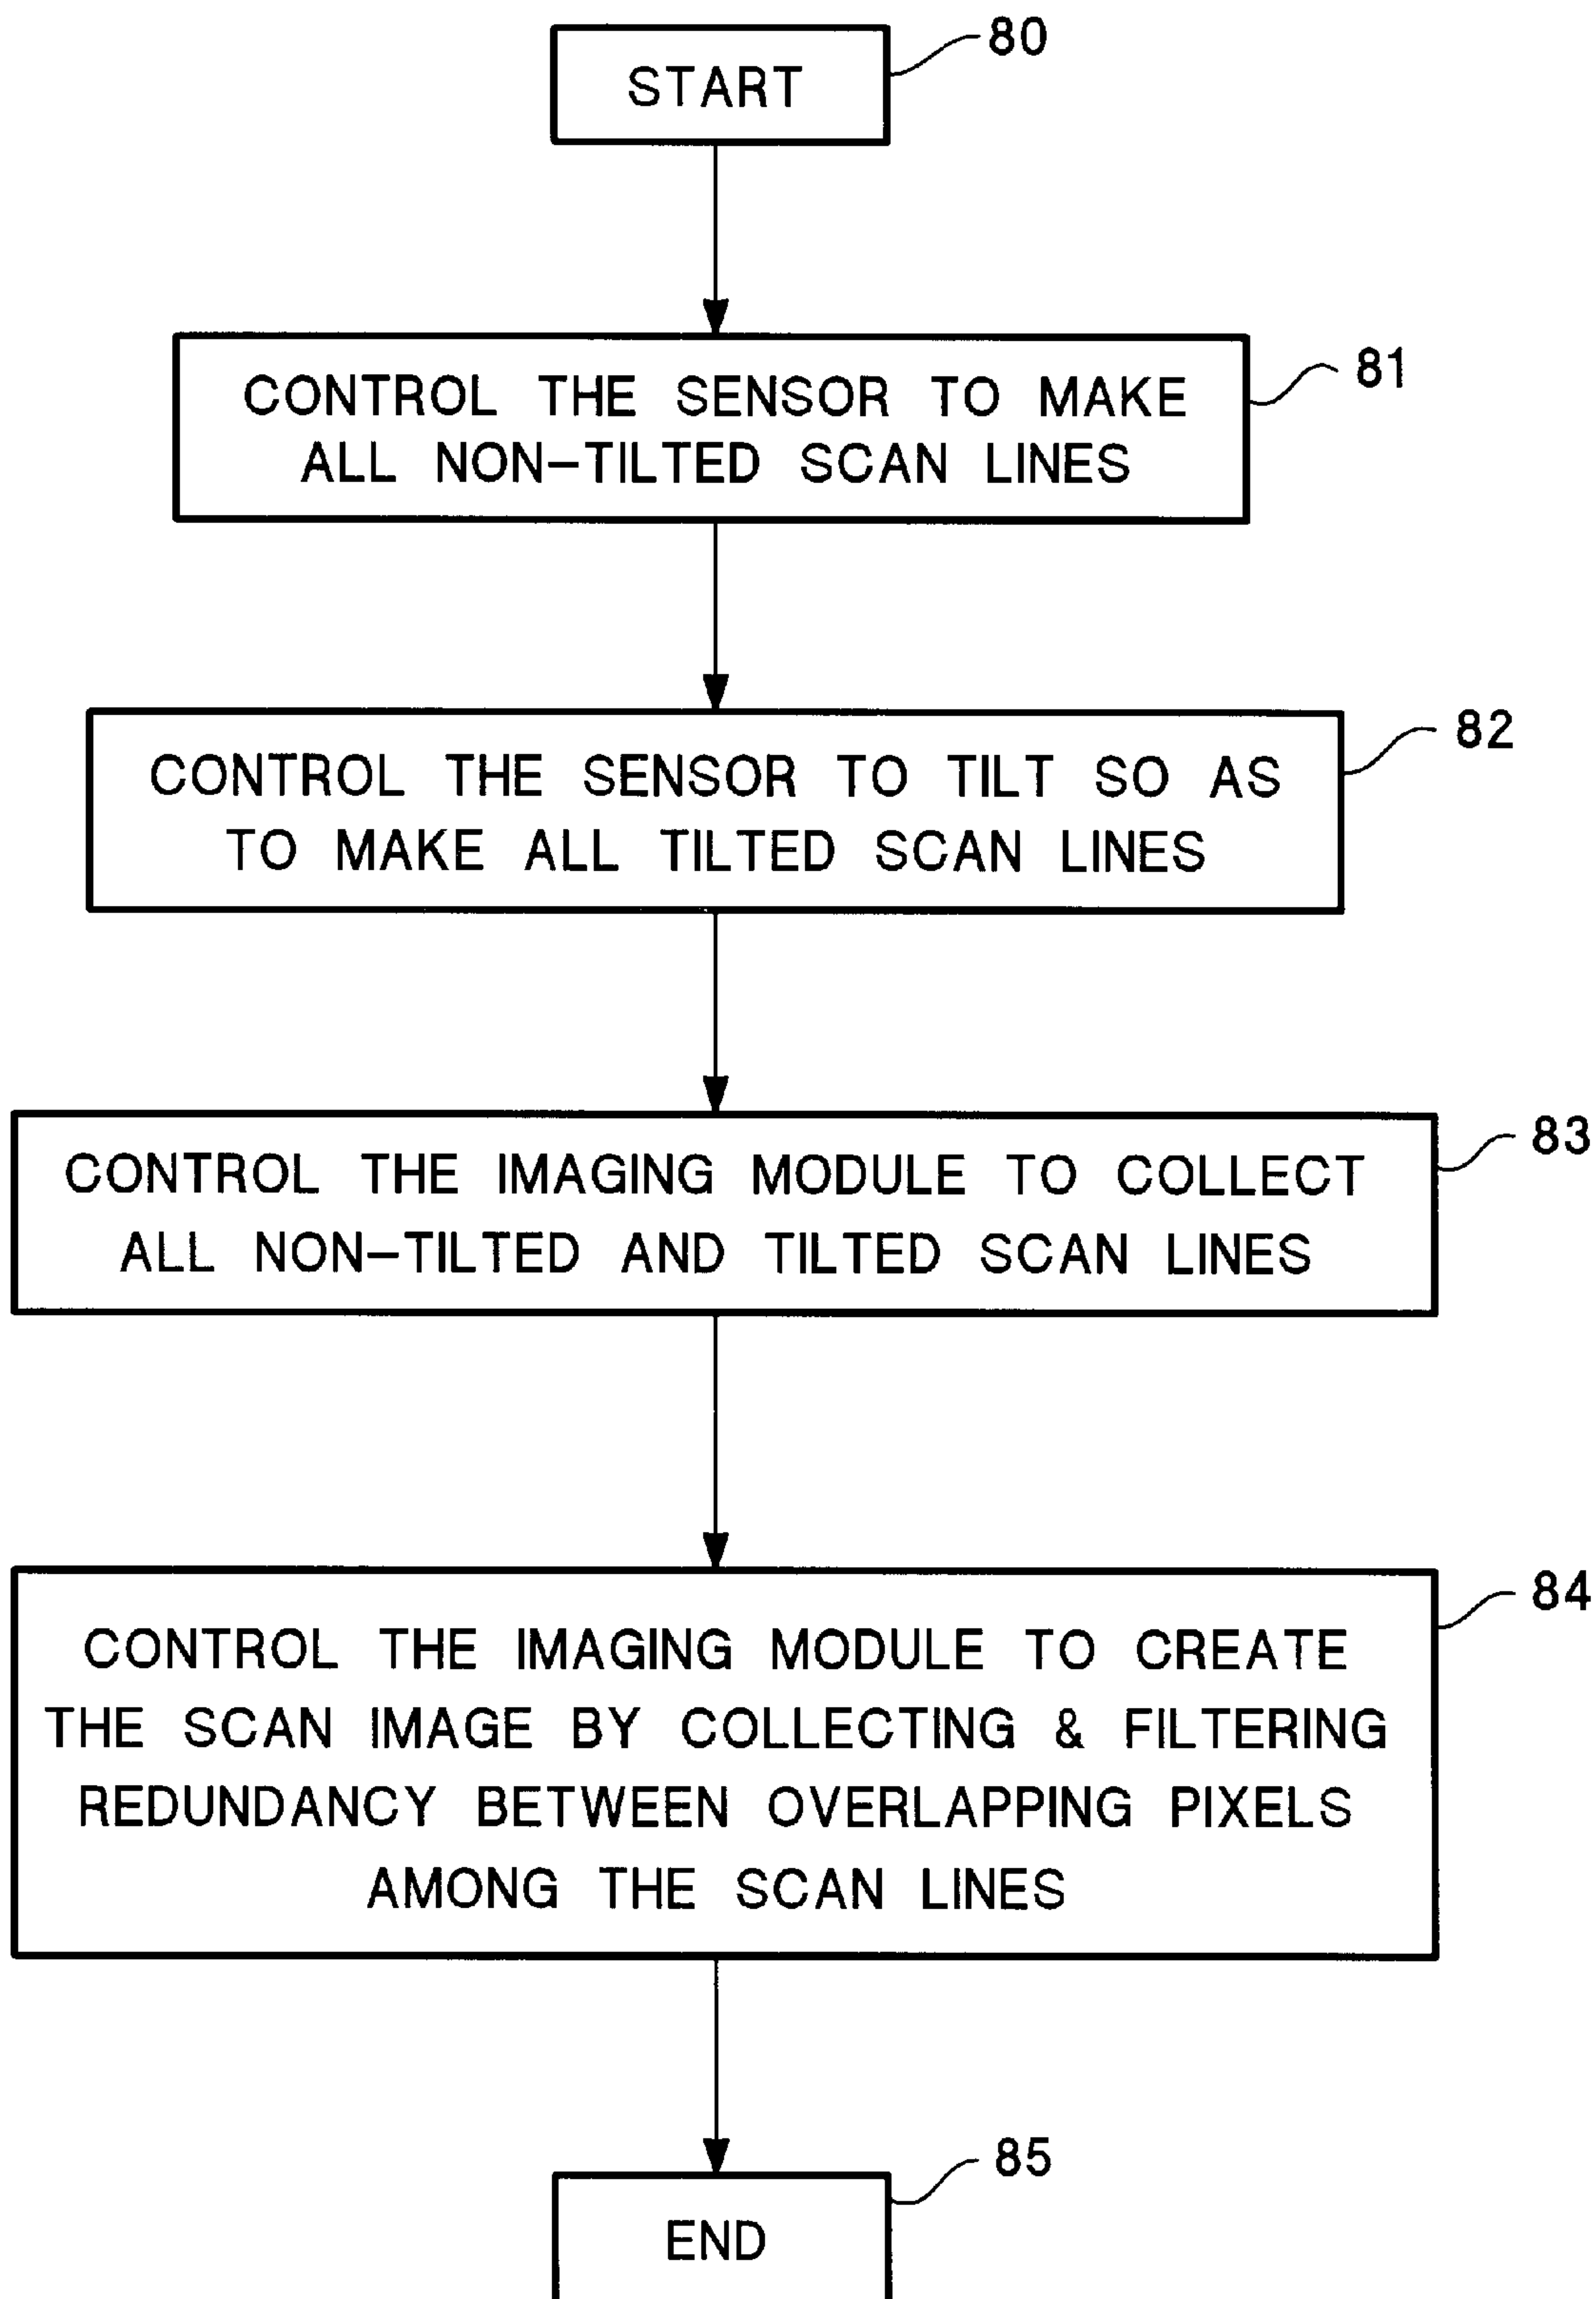 START
80
CONTROL THE SENSOR TO MAKE
ALL NON-TILTED SCAN LINES
81
CONTROL THE SENSOR TO TILT SO AS
TO MAKE ALL TILTED SCAN LINES
82
CONTROL THE IMAGING MODULE TO COLLECT
ALL NON-TILTED AND TILTED SCAN LINES
83
CONTROL THE IMAGING MODULE TO CREATE
THE SCAN IMAGE BY COLLECTING & FILTERING
REDUNDANCY BETWEEN OVERLAPPING PIXELS
AMONG THE SCAN LINES
84
END
85